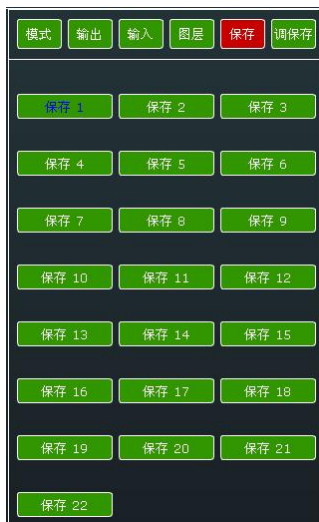 模式 输出 输入 图层 保存 调保存
保存 1 保存 2 保存 3
保存 4 保存 5 保存 6
保存 7 保存 8 保存 9
保存 10 保存 11 保存 12
保存 13 保存 14 保存 15
保存 16 保存 17 保存 18
保存 19 保存 20 保存 21
保存 22